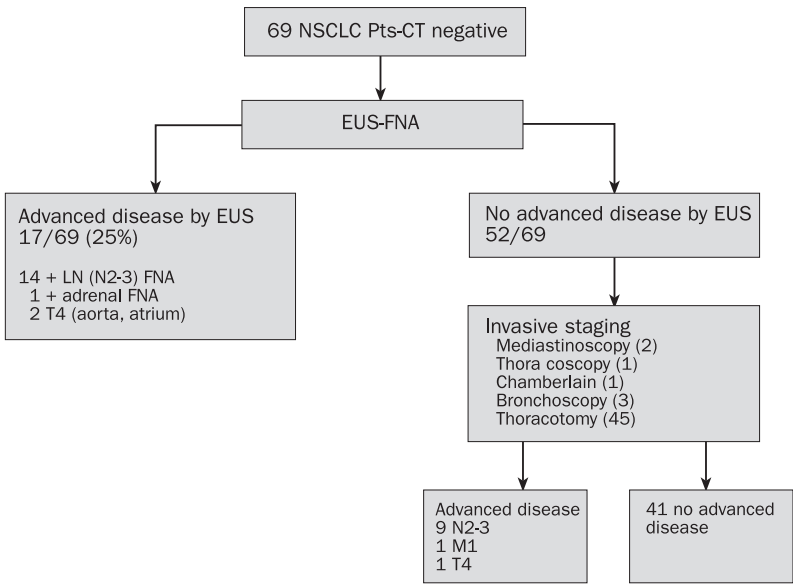 69 NSCLC Pts-CT negative
EUS-FNA
Advanced disease by EUS
17/69 (25%)
14 + LN (N2-3) FNA
1 + adrenal FNA
2 T4 (aorta, atrium)
No advanced disease by EUS
52/69
Invasive staging
Mediastinoscopy (2)
Thora coscopy (1)
Chamberlain (1)
Bronchoscopy (3)
Thoracotomy (45)
Advanced disease
9 N2-3
1 M1
1 T4
41 no advanced
disease